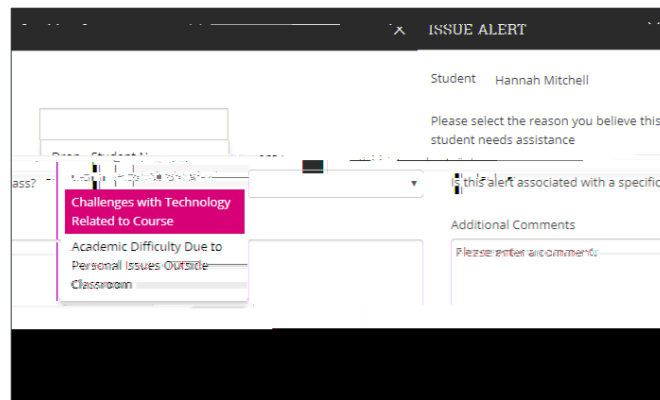 ISSUE ALERT
Student Hannah Mitchell
Please select the reason you believe this
student needs assistance
ass?
Is this alert associated with a specific
Challenges with Technology
Related to Course
Additional Comments
Academic Difficulty Due to
Personal Issues Outside
Classroom
Please enter a comment.